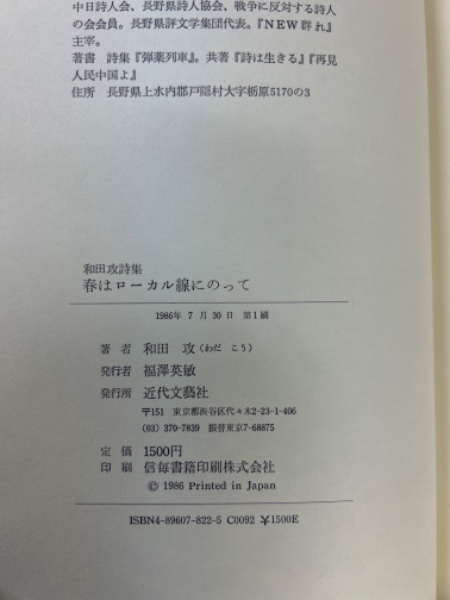 中日詩人会、長野県詩人協会、戦争に反対する詩人
の会会員。長野県評文学集団代表。『NEW群れ』
主宰。
著書 詩集『弾薬列車』。共著『詩は生きる』『再見
人民中国よ』
住所 長野県上水内郡戸隠村大字栃原5170の3
和田攻詩集
春はローカル線にのって
1986年 7 月 30 日 第1刷
著 者 和田 攻(わだ こう)
発行者 福澤英敏
発行所 近代文藝社
〒151 東京都渋谷区代々木2-23-1-406
(03) 370-7839 振替東京7-68875
定 価 1500円
印 刷 信毎書籍印刷株式会社
© 1986 Printed in Japan
ISBN4-89607-822-5 C0092 ¥1500E